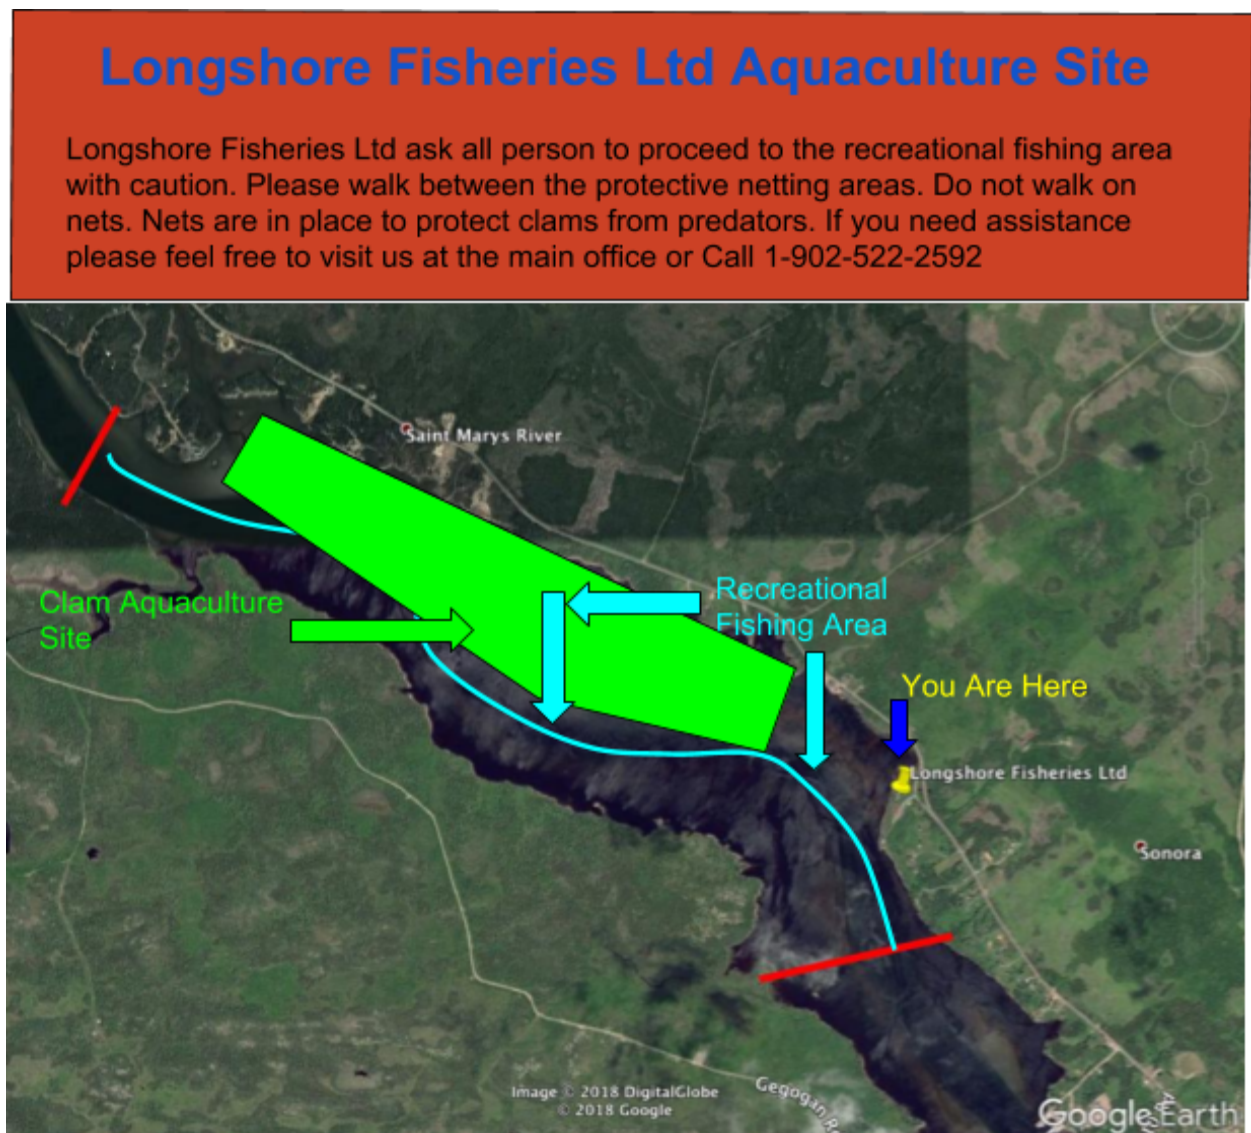 Longshore Fisheries Ltd Aquaculture Site
Longshore Fisheries Ltd ask all person to proceed to the recreational fishing area
with caution. Please walk between the protective netting areas. Do not walk on
nets. Nets are in place to protect clams from predators. If you need assistance
please feel free to visit us at the main office or Call 1-902-522-2592
Saint Marys River
Clam Aquaculture
Site
Recreational
Fishing Area
You Are Here
Longshore Fisheries Ltd
Sonora
Image © 2018 DigitalGlobe
© 2018 Google
Gegogan
Google Earth